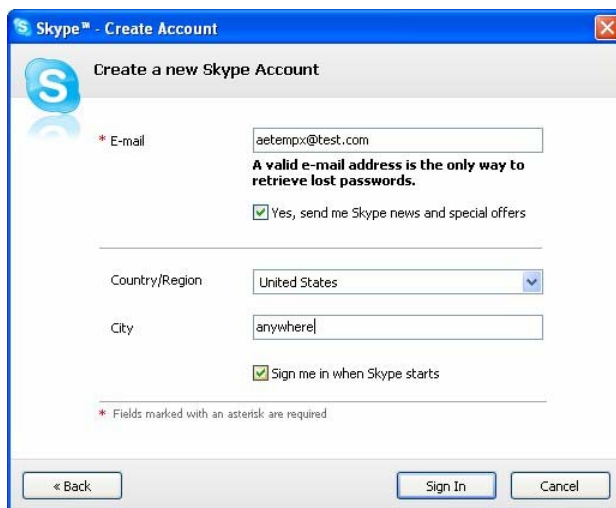 Skype™ - Create Account
Create a new Skype Account
* E-mail
aetempx@test.com
A valid e-mail address is the only way to
retrieve lost passwords.
Yes, send me Skype news and special offers
Country/Region
United States
City
anywhere
Sign me in when Skype starts
* Fields marked with an asterisk are required
« Back
Sign In
Cancel